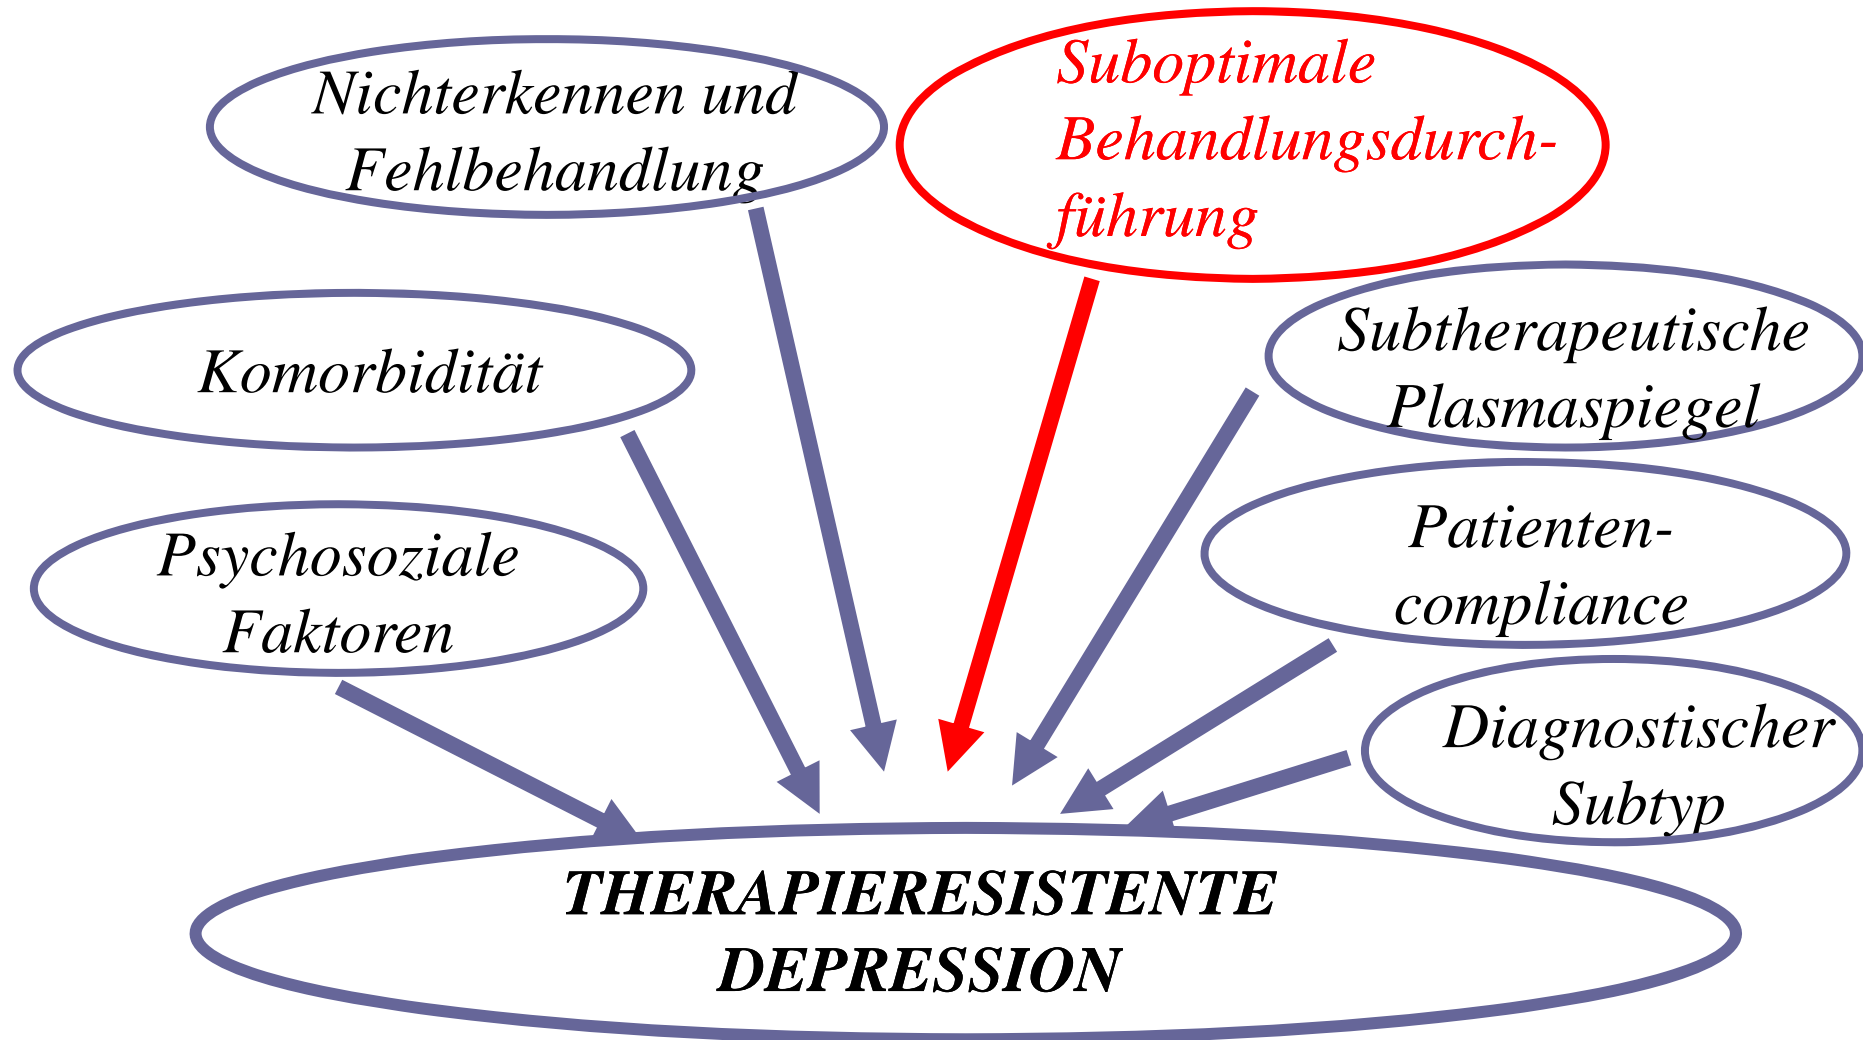 Nichterkennen und
Fehlbehandlung
Suboptimale
Behandlungsdurch-
führung
Komorbidität
Subtherapeutische
Plasmaspiegel
Psychosoziale
Faktoren
Patienten-
compliance
Diagnostischer
Subtyp
THERAPIERESISTENTE
DEPRESSION